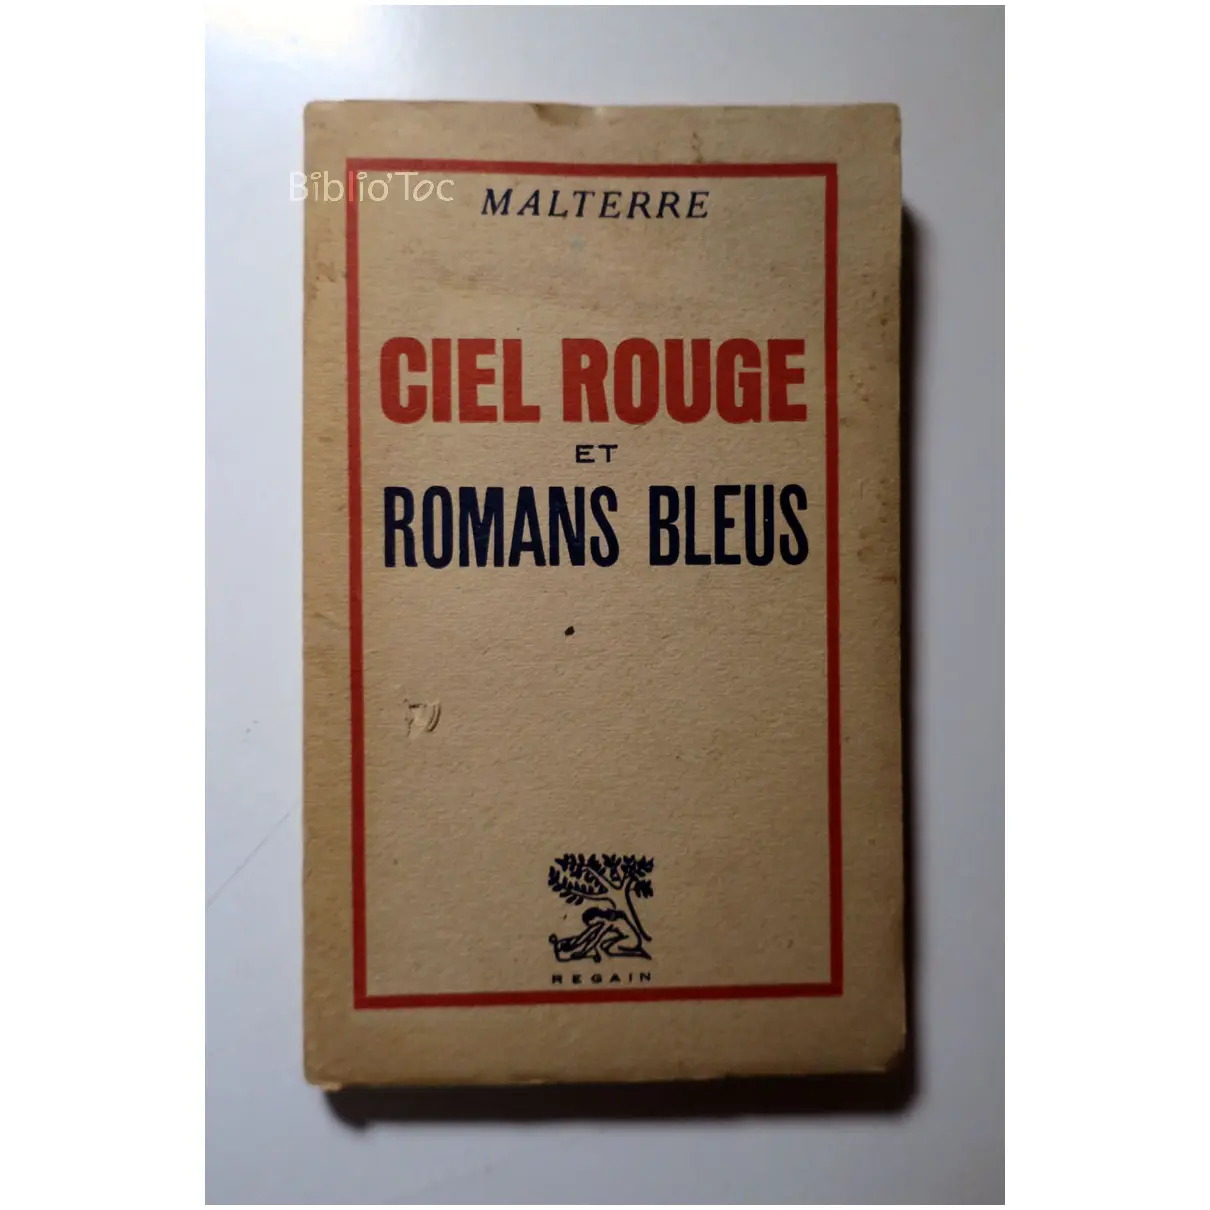 Biblio'Toc
MALTERRE
CIEL ROUGE
ET
ROMANS BLEUS
REGAIN